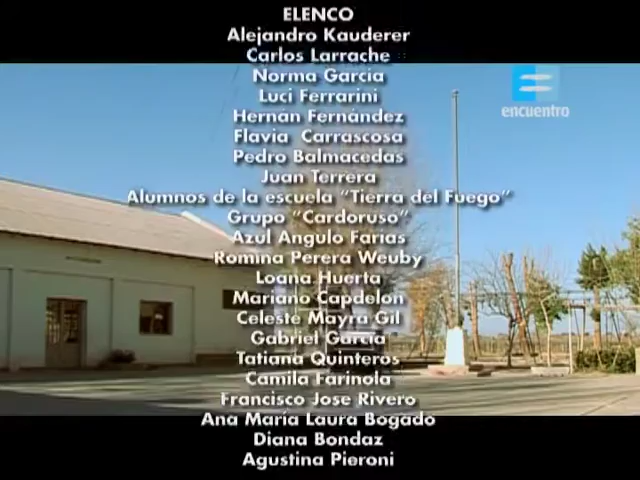 ELENCO
Alejandro Kauderer
Carlos Larrache
Norma Garcia
Luci Ferrarini
Hernán Fernández
Flavia Carrascosa
Pedro Balmacedas
Juan Terrera
Alumnos de la escuela "Tierra del Fuego"
Grupo "Cardoruso"
Azul Angulo Farias
Romina Perera Weuby
Loana Huerta
Mariano Capdelon
Celeste Mayra Gil
Gabriel García
Tatiana Quinteros
Camila Farinola
Francisco Jose Rivero
Ana María Laura Bogado
Diana Bondaz
Agustina Pieroni
encuentro